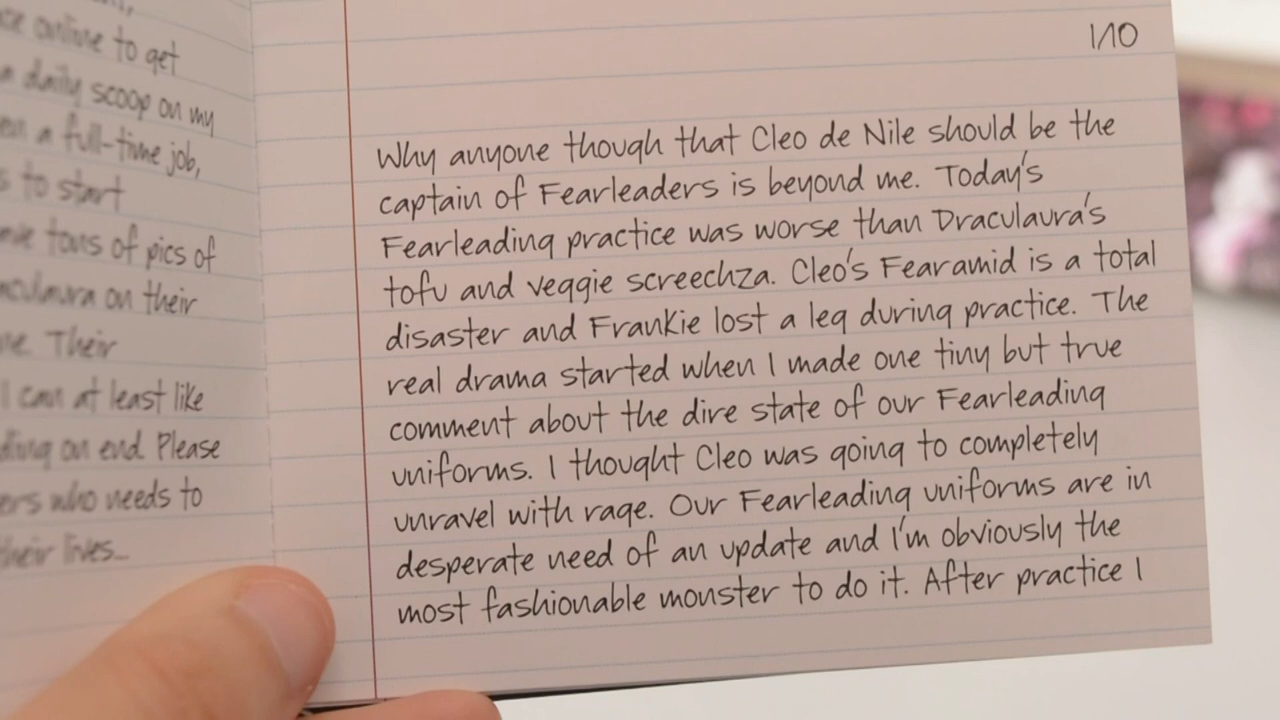 online to get
daily scoop on my
a full-time job,
to start
tons of pics of
on their
Their
I can at least like
on end. Please
who needs to
their lives...
1/10
Why anyone though that Cleo de Nile should be the
captain of Fearleaders is beyond me. Today's
Fearleading practice was worse than Draculaura's
tofu and veggie screechza. Cleo's Fearamid is a total
disaster and Frankie lost a leg during practice. The
real drama started when I made one tiny but true
comment about the dire state of our Fearleading
uniforms. I thought Cleo was going to completely
unravel with rage. Our Fearleading uniforms are in
desperate need of an update and I'm obviously the
most fashionable monster to do it. After practice I